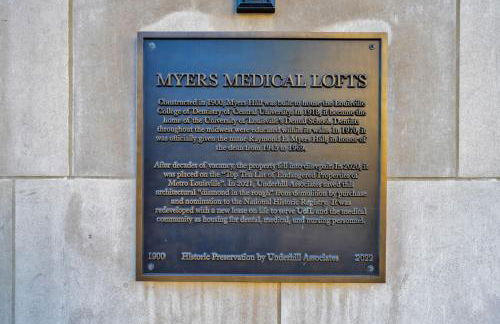 MYERS MEDICAL LOFTS
Constructed in 1900, Myers Hall was built to house the Louisville
College of Dentistry of Central University. In 1918, it became the
home of the University of Louisville's Dental School. Dentists
throughout the midwest were educated within its walls. In 1970, it
was officially given the name Raymond E. Myers Hall, in honor of
the dean from 1945 to 1969.
After decades of vacancy, the property fell into disrepair. In 2020, it
was placed on the "Top Ten List of Endangered Properties of
Metro Louisville". In 2021, Underhill Associates saved this
architectural "diamond in the rough" from demolition by purchase
and nomination to the National Historic Registry. It was
redeveloped with a new lease on life to serve UofL and the medical
community as housing for dental, medical, and nursing personnel.
1900 Historic Preservation by Underhill Associates 2022